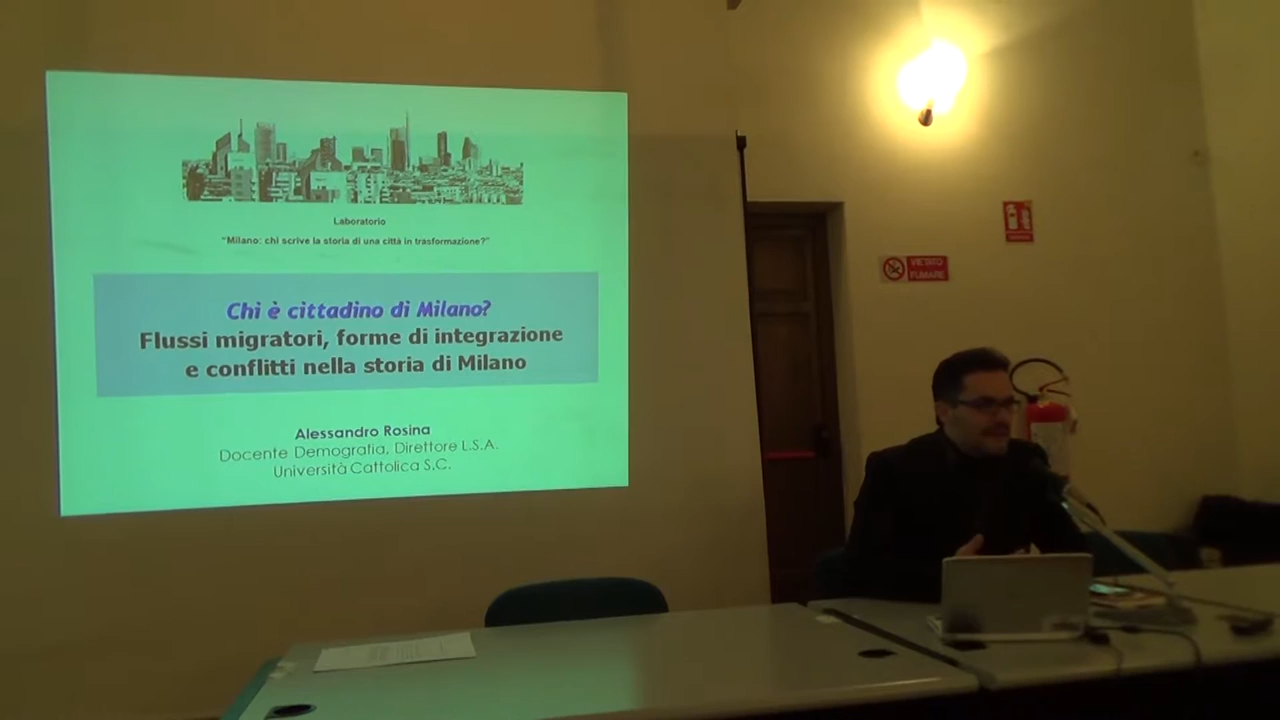 Laboratorio
“Milano: chi scrive la storia di una città in trasformazione?”
Chi è cittadino di Milano?
Flussi migratori, forme di integrazione
e conflitti nella storia di Milano
Alessandro Rosina
Docente Demografia, Direttore L.S.A.
Università Cattolica S.C.
VIETATO
FUMARE